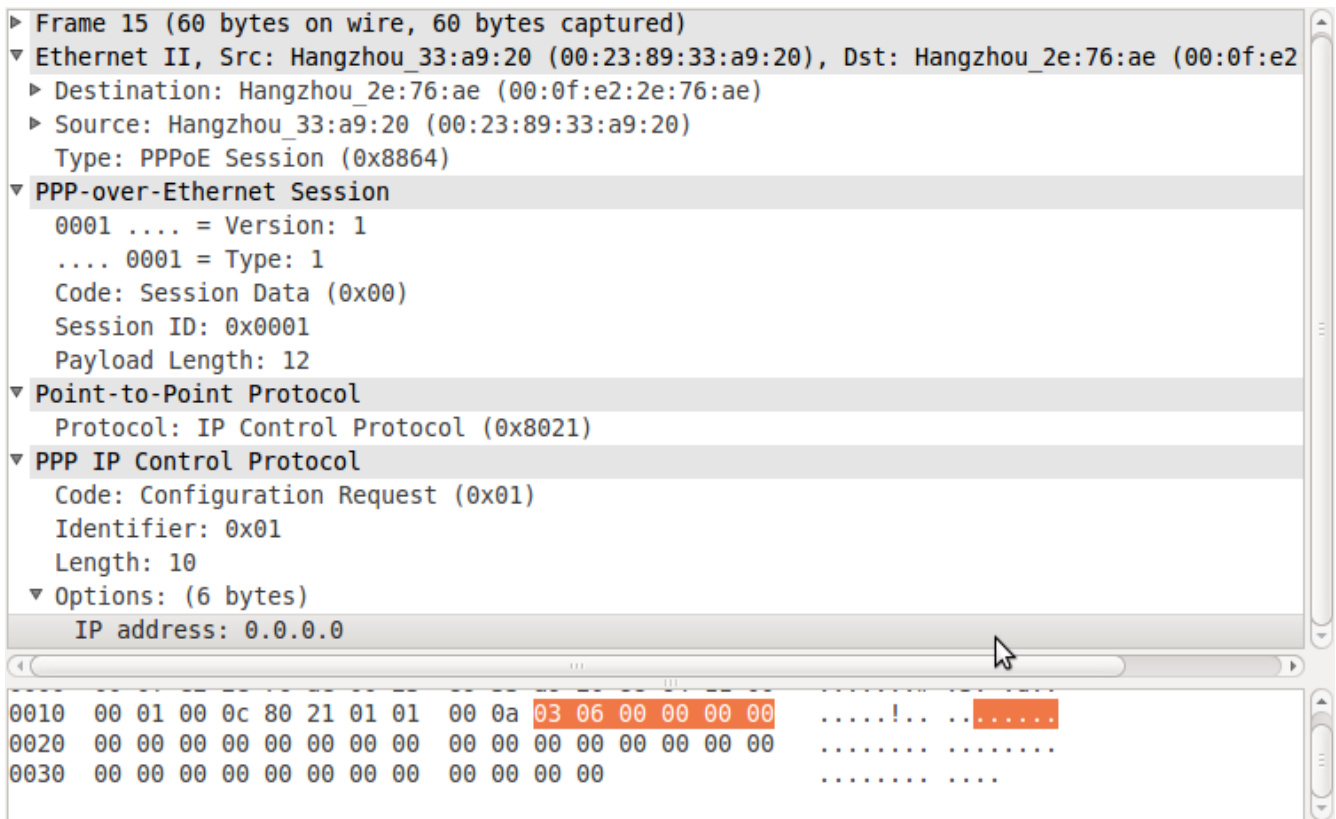 Frame 15 (60 bytes on wire, 60 bytes captured)
Ethernet II, Src: Hangzhou_33:a9:20 (00:23:89:33:a9:20), Dst: Hangzhou_2e:76:ae (00:0f:e2
Destination: Hangzhou_2e:76:ae (00:0f:e2:2e:76:ae)
Source: Hangzhou_33:a9:20 (00:23:89:33:a9:20)
Type: PPPoE Session (0x8864)
PPP-over-Ethernet Session
0001 .... = Version: 1
.... 0001 = Type: 1
Code: Session Data (0x00)
Session ID: 0x0001
Payload Length: 12
Point-to-Point Protocol
Protocol: IP Control Protocol (0x8021)
PPP IP Control Protocol
Code: Configuration Request (0x01)
Identifier: 0x01
Length: 10
Options: (6 bytes)
IP address: 0.0.0.0
0010 00 01 00 0c 80 21 01 01 00 0a 03 06 00 00 00 00 .....!.. ........
0020 00 00 00 00 00 00 00 00 00 00 00 00 00 00 00 00 ........ ........
0030 00 00 00 00 00 00 00 00 00 00 00 00 ........ ....